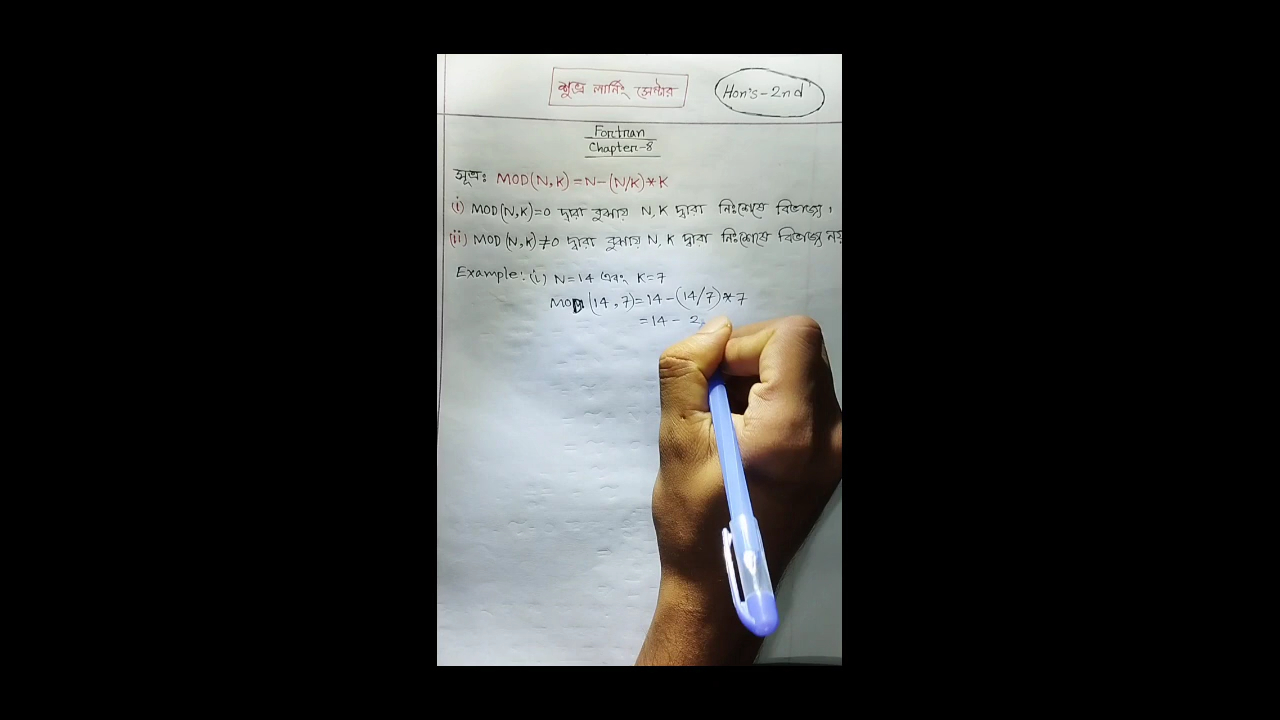 শুভ্র লার্নিং সেন্টার
Hon's-2nd
Fortran
Chapter-8
সূত্র: MOD(N,K)=N-(N/K)*K
(i) MOD(N,K)=0 দ্বারা বুঝায় N, K দ্বারা নিঃশেষে বিভাজ্য।
(ii) MOD(N,K)≠0 দ্বারা বুঝায় N, K দ্বারা নিঃশেষে বিভাজ্য নয়
Example: (i) N=14 এবং K=7
MOD(14,7)=14-(14/7)*7
=14- 2